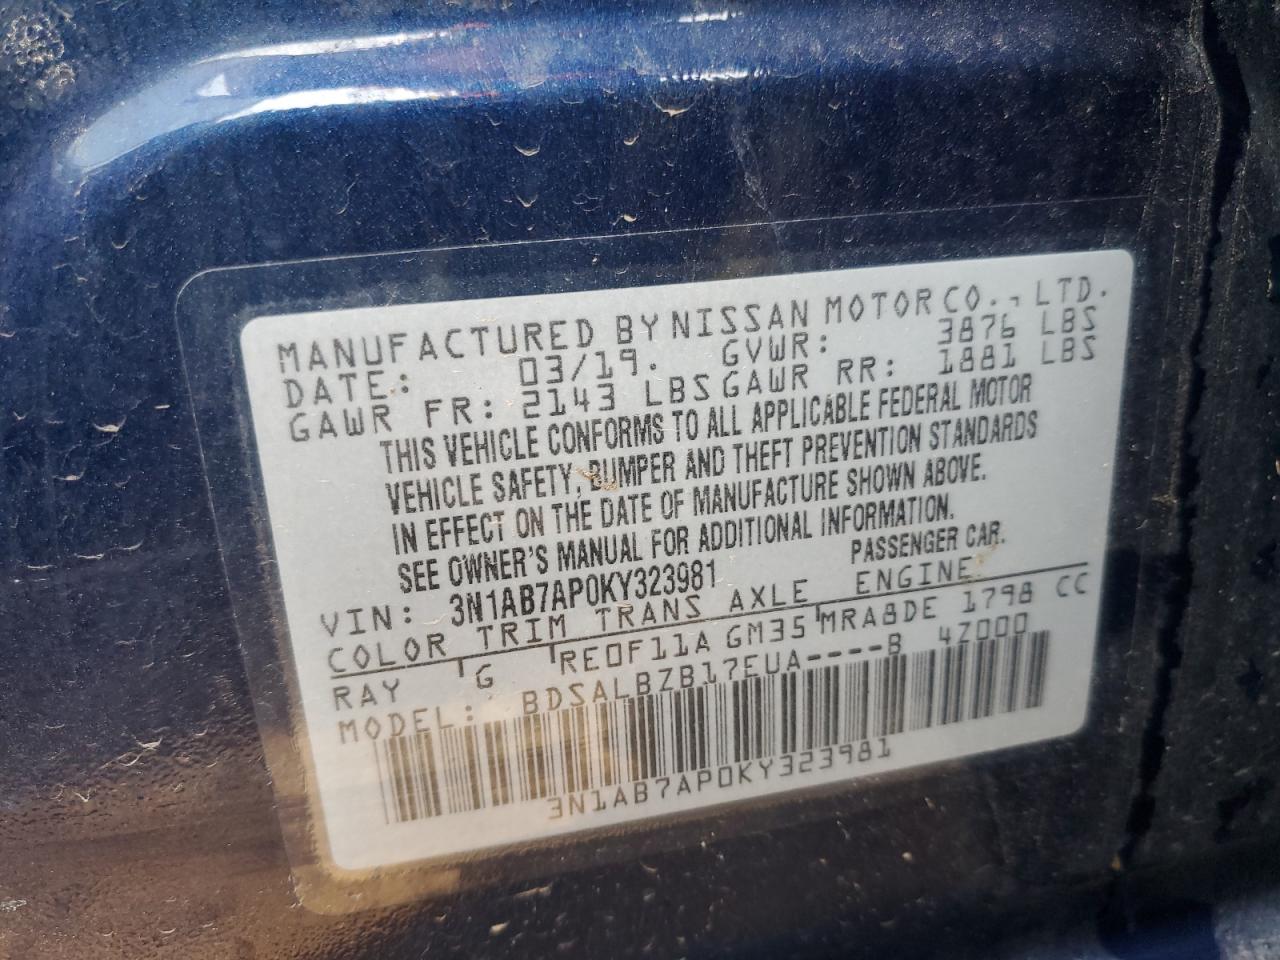 MANUFACTURED BY NISSAN MOTOR CO., LTD.
DATE: 03/19. GVWR: 3876 LBS
GAWR FR: 2143 LBS GAWR RR: 1881 LBS
THIS VEHICLE CONFORMS TO ALL APPLICABLE FEDERAL MOTOR
VEHICLE SAFETY, BUMPER AND THEFT PREVENTION STANDARDS
IN EFFECT ON THE DATE OF MANUFACTURE SHOWN ABOVE.
SEE OWNER'S MANUAL FOR ADDITIONAL INFORMATION.
VIN: 3N1AB7AP0KY323981 PASSENGER CAR.
COLOR TRIM TRANS AXLE ENGINE
RAY G RE0F11A GM35 MRA8DE 1798 CC
MODEL: BDSALBZB17EUA----B 4Z000
3N1AB7AP0KY323981